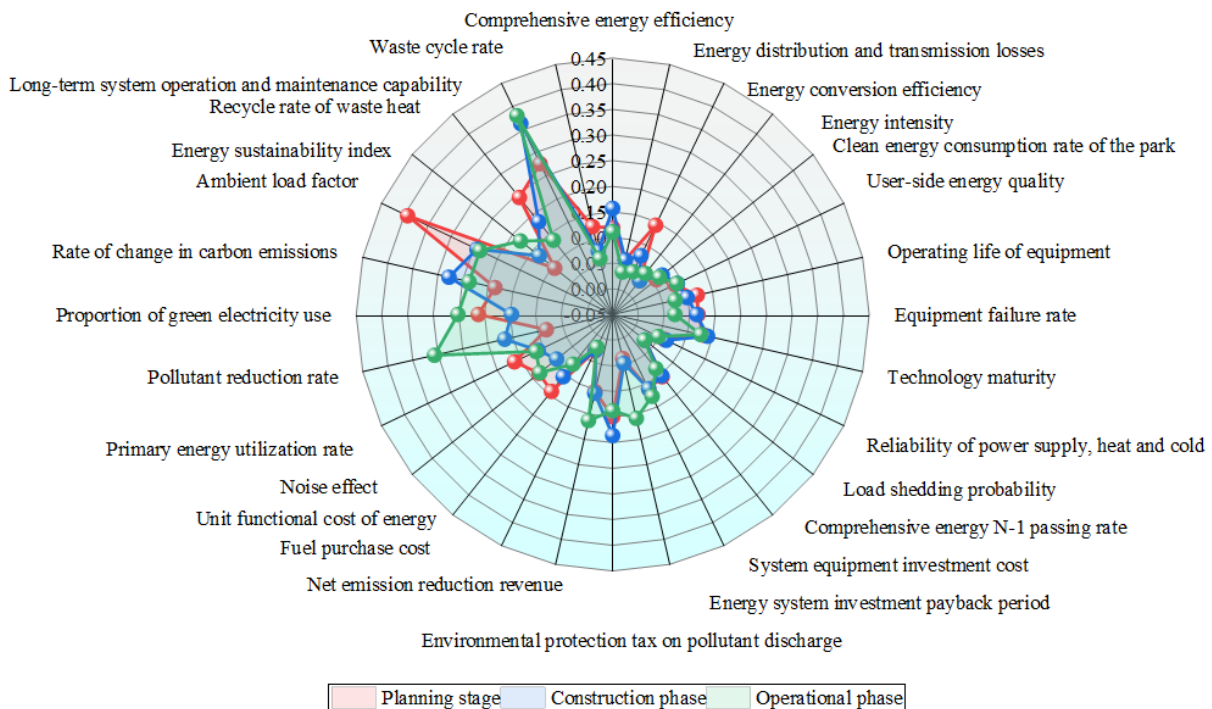 Comprehensive energy efficiency
Waste cycle rate
Energy distribution and transmission losses
Long-term system operation and maintenance capability
Energy conversion efficiency
Recycle rate of waste heat
Energy intensity
Energy sustainability index
Clean energy consumption rate of the park
Ambient load factor
User-side energy quality
Rate of change in carbon emissions
Operating life of equipment
Proportion of green electricity use
Equipment failure rate
Pollutant reduction rate
Technology maturity
Primary energy utilization rate
Reliability of power supply, heat and cold
Noise effect
Load shedding probability
Unit functional cost of energy
Comprehensive energy N-1 passing rate
Fuel purchase cost
System equipment investment cost
Net emission reduction revenue
Energy system investment payback period
Environmental protection tax on pollutant discharge
0.45
0.40
0.35
0.30
0.25
0.20
0.15
0.10
0.05
0.00
-0.05
Planning stage Construction phase Operational phase